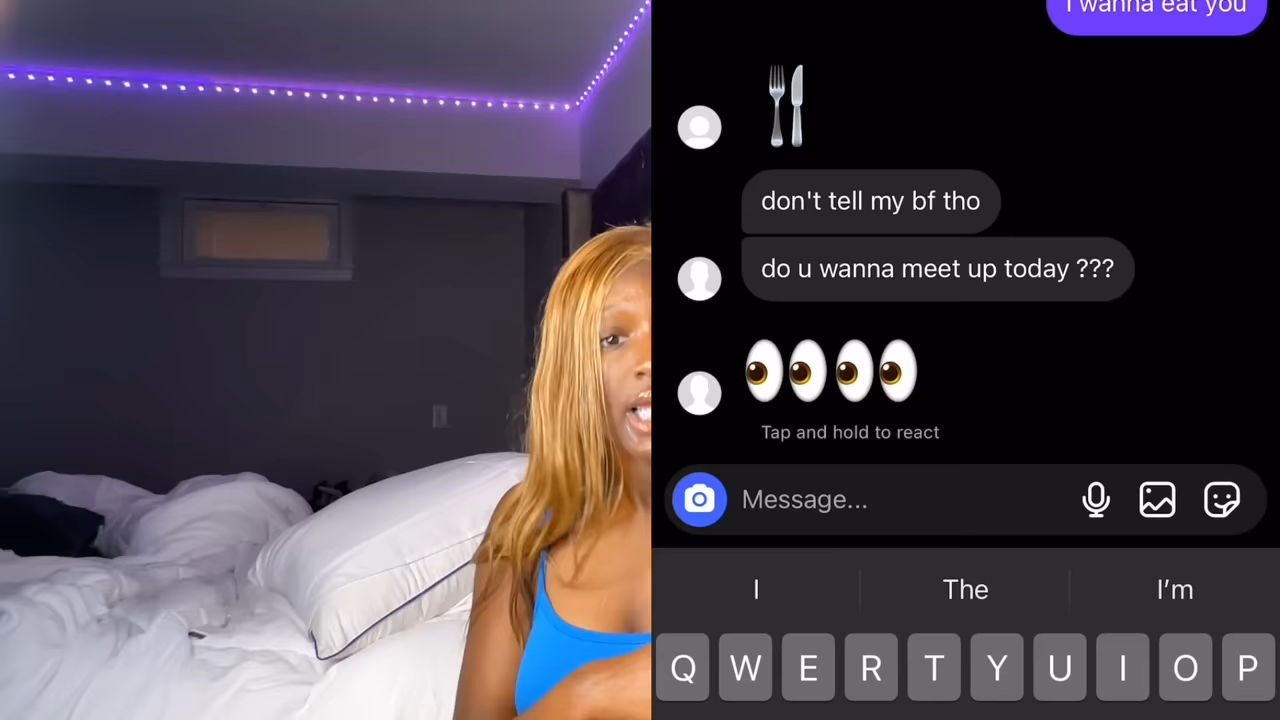 I wanna eat you
don't tell my bf tho
do u wanna meet up today ???
Tap and hold to react
Message...
I The I'm
Q W E R T Y U I O P